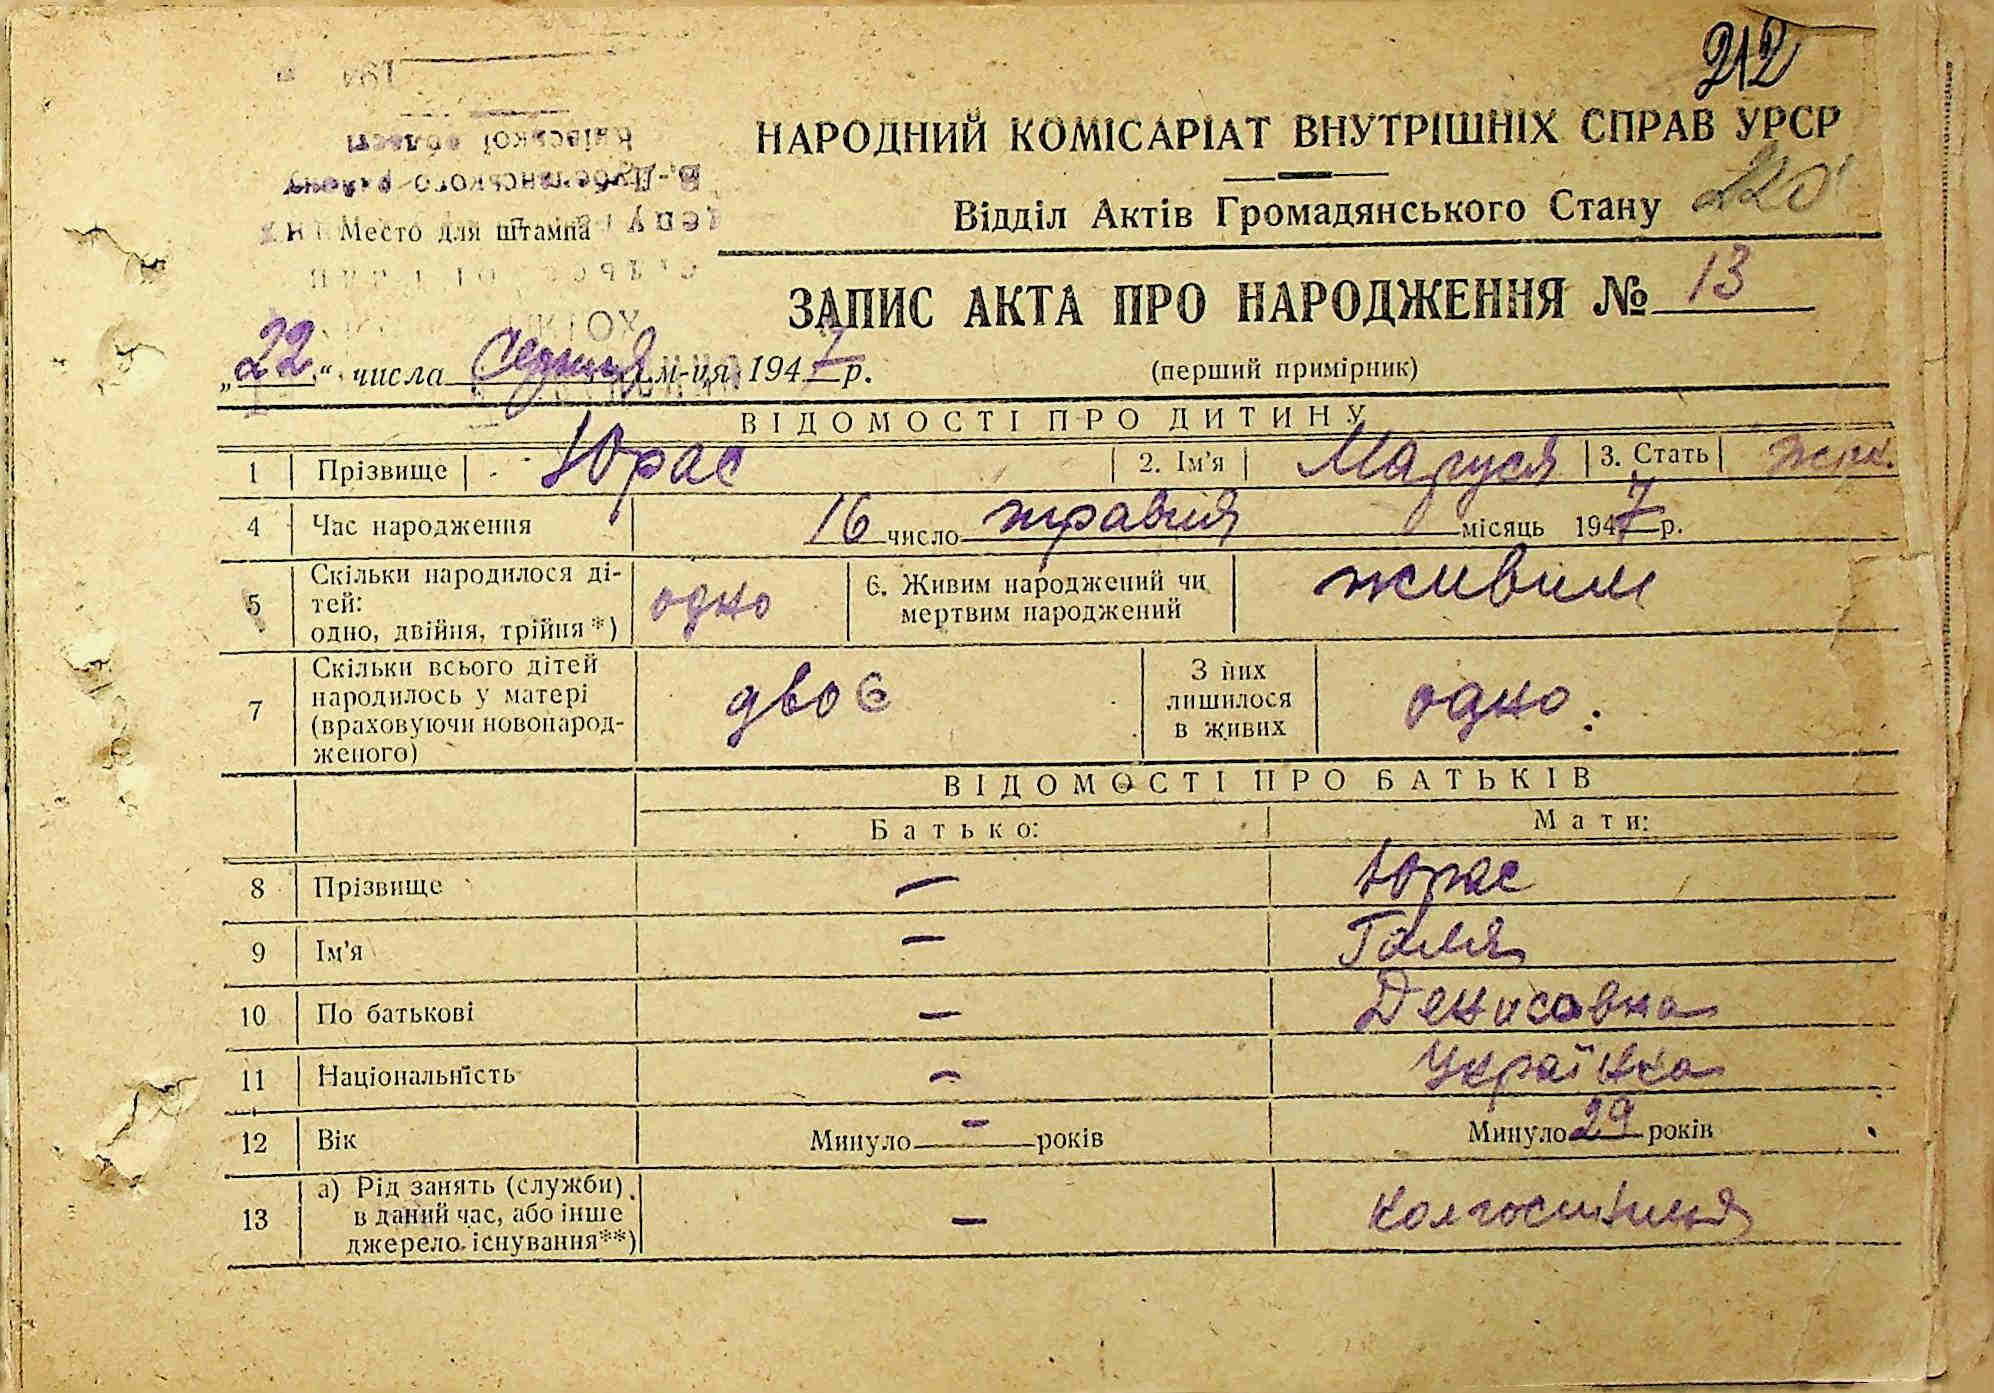 212
НАРОДНИЙ КОМІСАРІАТ ВНУТРІШНІХ СПРАВ УРСР
Відділ Актів Громадянського Стану 220
Место для штампа
ЗАПИС АКТА ПРО НАРОДЖЕННЯ № 13
„22“ числа Серпня м-ця 1947 р. (перший примірник)
ВІДОМОСТІ ПРО ДИТИНУ
1 Прізвище Юрас 2. Ім'я Маруся 3. Стать
4 Час народження 16 число травня місяць 1947 р.
5 Скільки народилося ді-
тей:
одно, двійня, трійня*) одно 6. Живим народжений чи
мертвим народжений живим
7 Скільки всього дітей
народилось у матері
(враховуючи новонарод-
женого) двоє З них
лишилося
в живих одно.
ВІДОМОСТІ ПРО БАТЬКІВ
Батько: Мати:
8 Прізвище — Юрас
9 Ім'я — Галя
10 По батькові — Денисовна
11 Національність — Українка
12 Вік Минуло — років Минуло 29 років
13 а) Рід занять (служби)
в даний час, або інше
джерело існування**) — колгоспниця